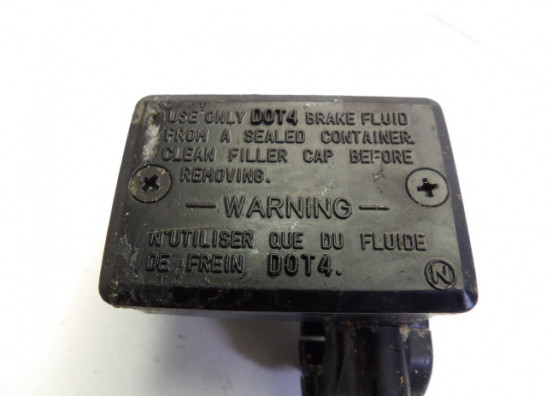 USE ONLY DOT4 BRAKE FLUID
FROM A SEALED CONTAINER.
CLEAN FILLER CAP BEFORE
REMOVING.
— WARNING —
N'UTILISER QUE DU FLUIDE
DE FREIN DOT4.
N